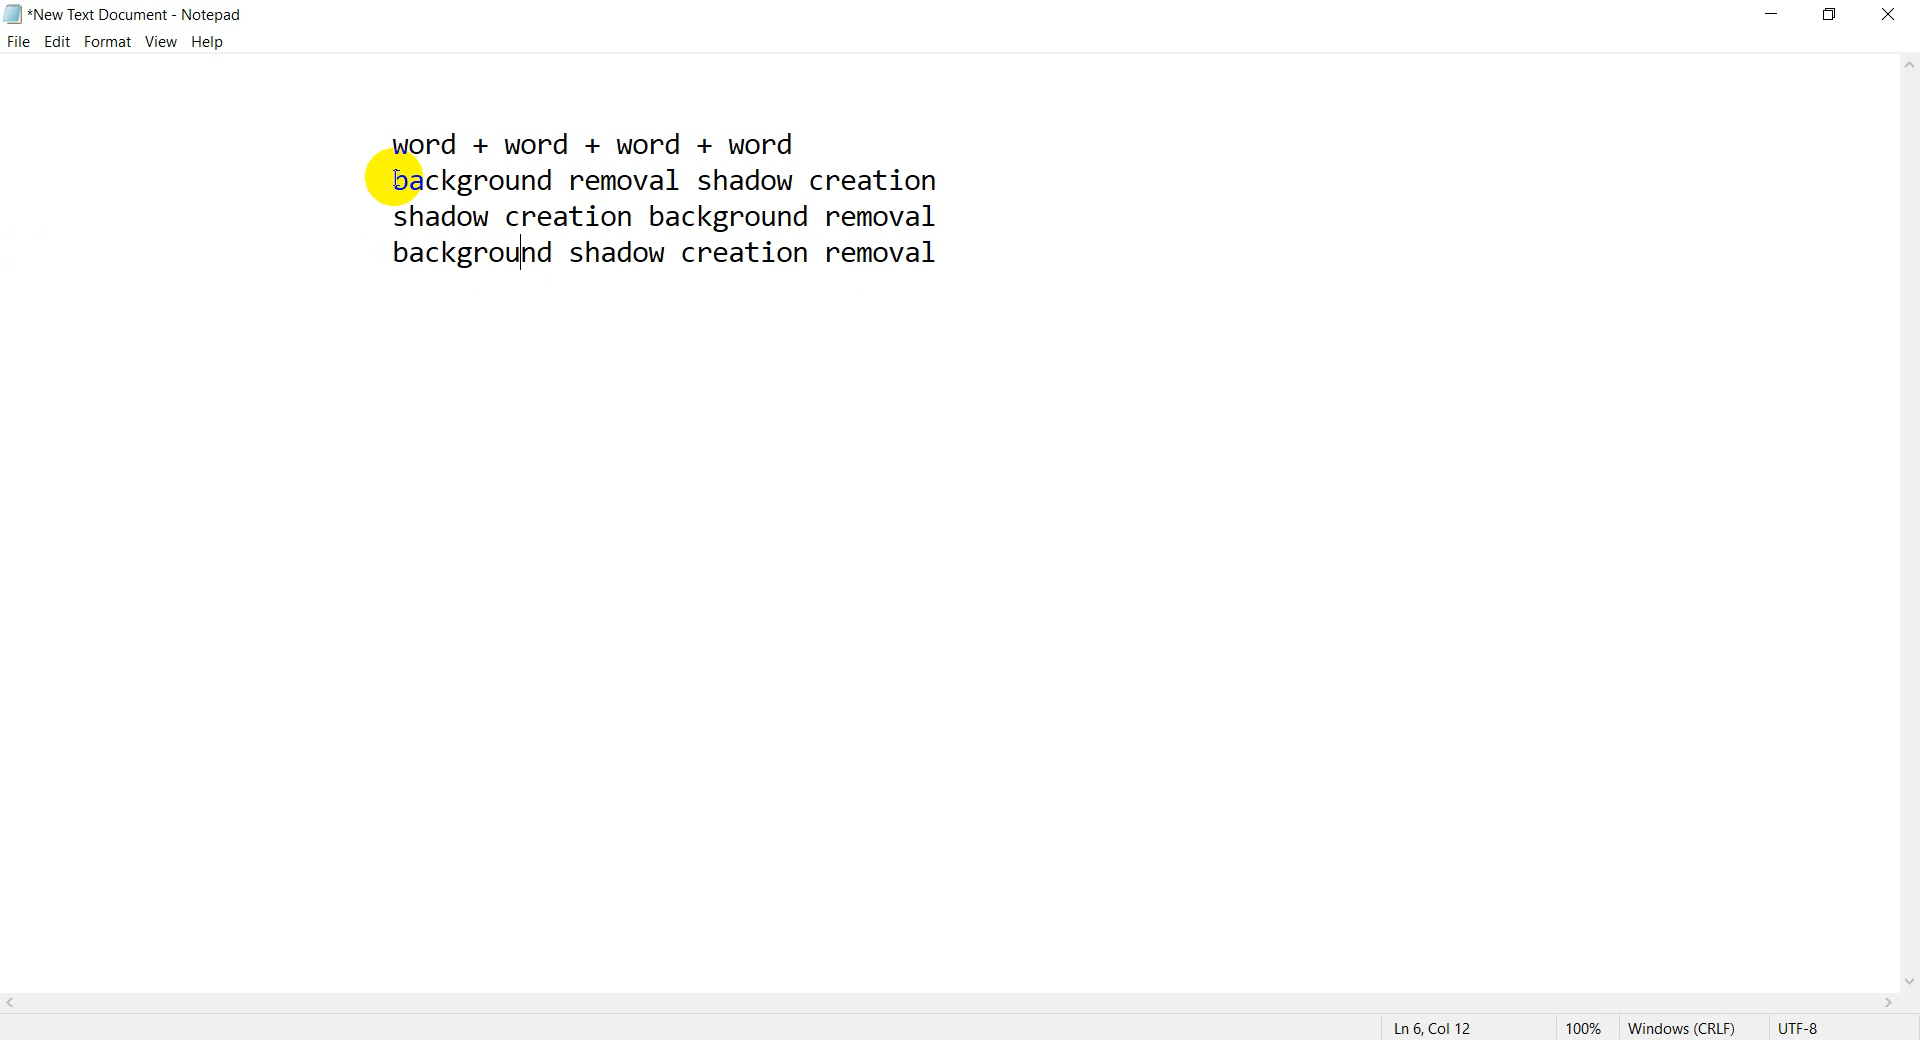 *New Text Document - Notepad
File Edit Format View Help
word + word + word + word
background removal shadow creation
shadow creation background removal
background shadow creation removal
Ln 6, Col 12 100% Windows (CRLF) UTF-8